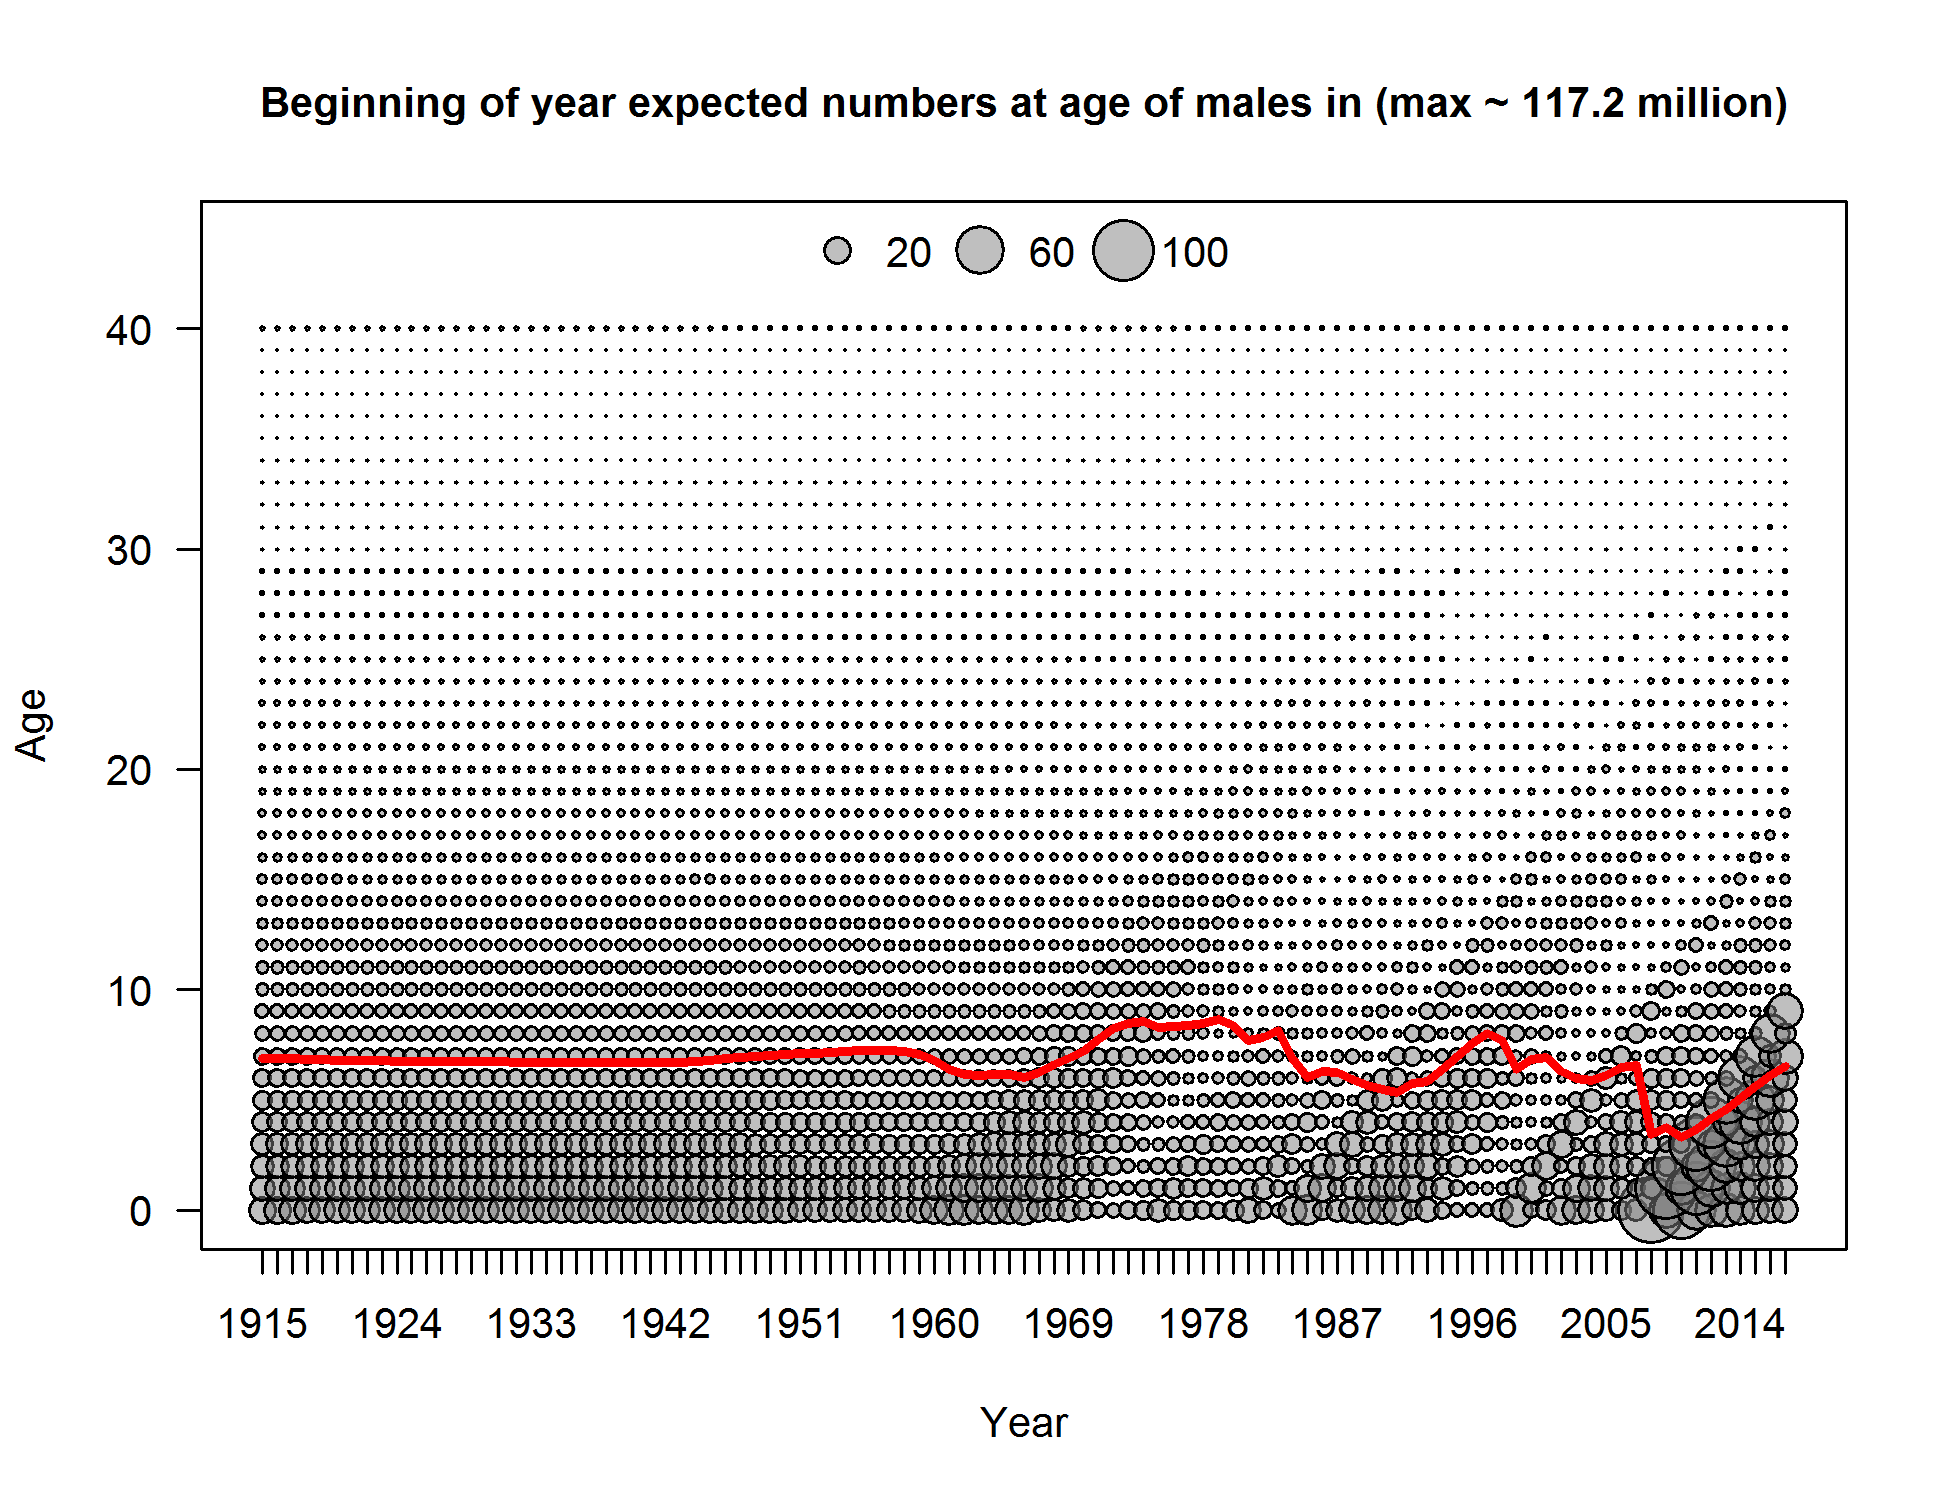 Beginning of year expected numbers at age of males in (max ~ 117.2 million)
20 60 100
40
30
20
10
0
Age
1915 1924 1933 1942 1951 1960 1969 1978 1987 1996 2005 2014
Year